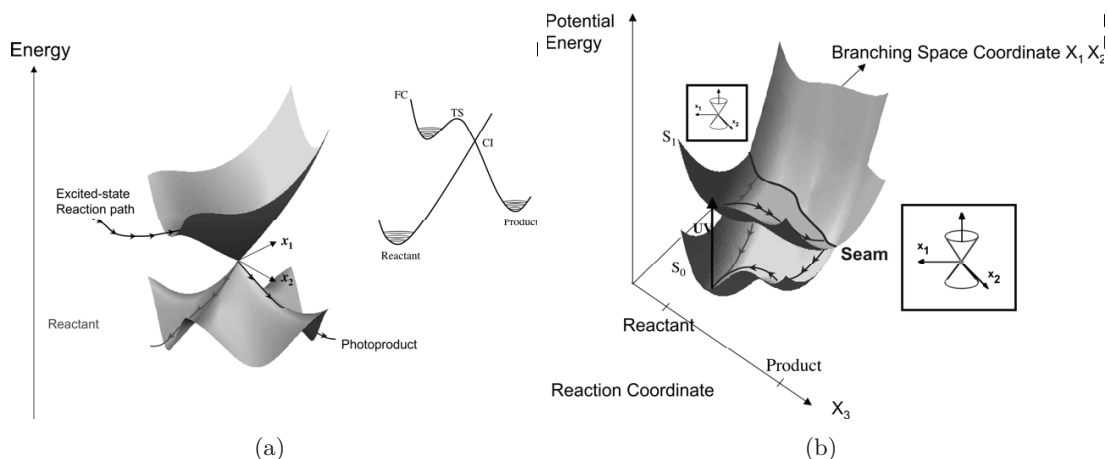 Energy
FC
TS
CI
Excited-state
Reaction path
Product
Reactant
x1
x2
Reactant
Photoproduct
(a)
Potential
Energy
Branching Space Coordinate X1 X2
x1
x2
S1
UV
Seam
x1
x2
S0
Reactant
Product
Reaction Coordinate
X3
(b)